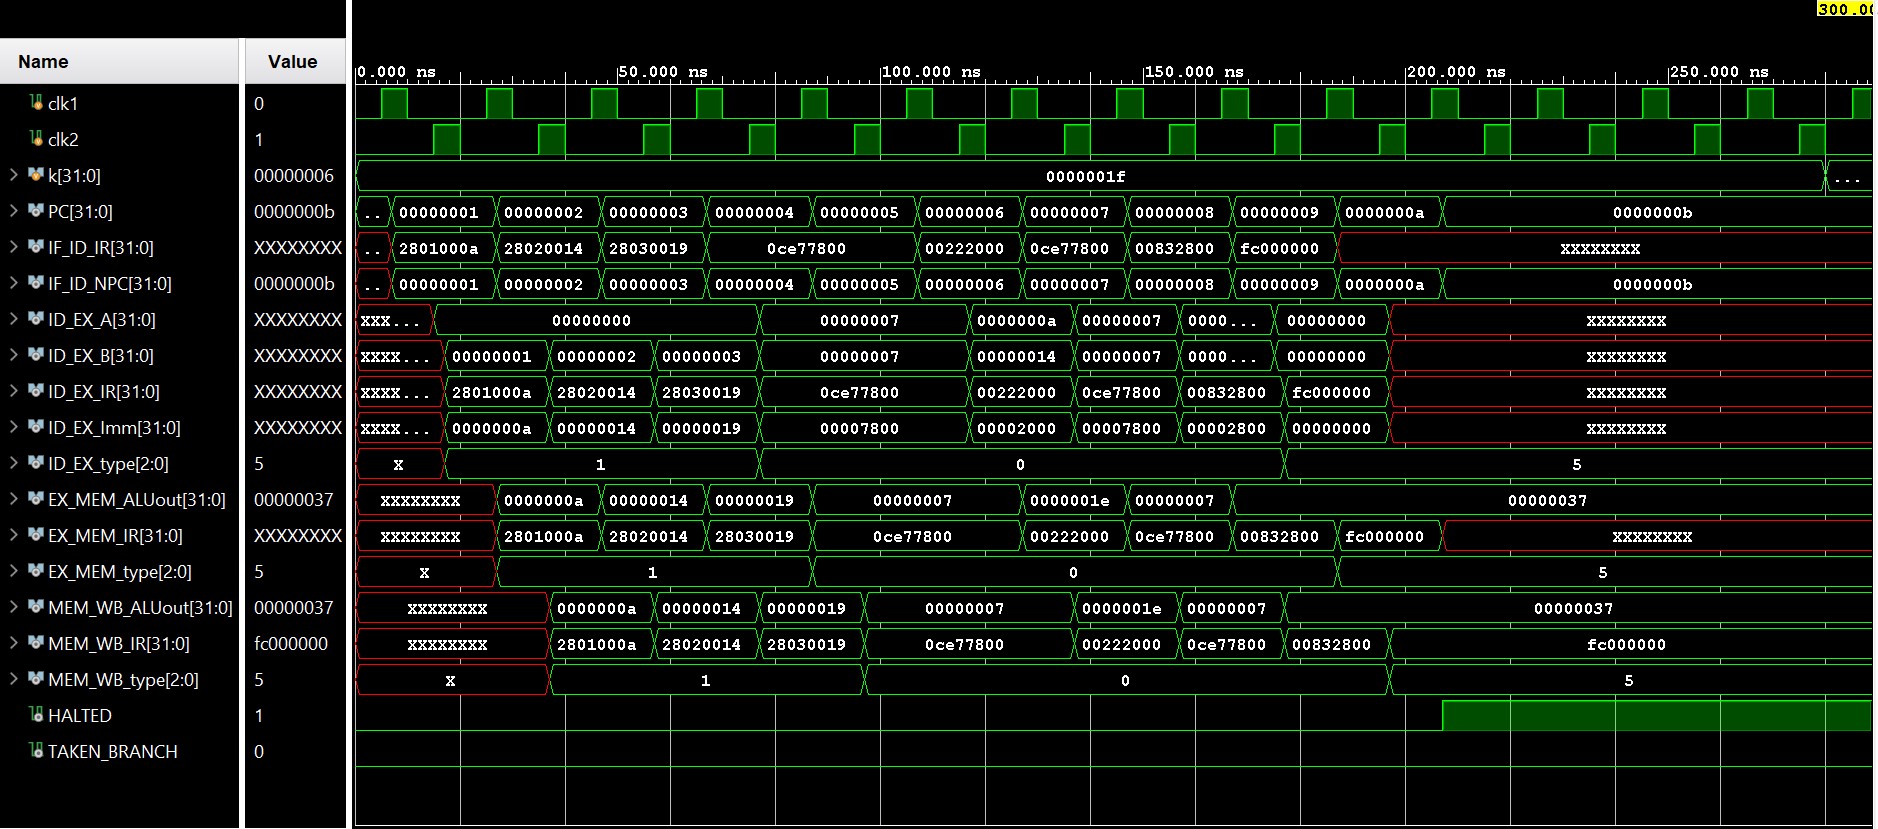 300.00
Name Value
0.000 ns 50.000 ns 100.000 ns 150.000 ns 200.000 ns 250.000 ns
clk1 0
clk2 1
k[31:0] 00000006 0000001f ...
PC[31:0] 0000000b .. 00000001 00000002 00000003 00000004 00000005 00000006 00000007 00000008 00000009 0000000a 0000000b
IF_ID_IR[31:0] XXXXXXXX .. 2801000a 28020014 28030019 0ce77800 00222000 0ce77800 00832800 fc000000 XXXXXXXX
IF_ID_NPC[31:0] 0000000b .. 00000001 00000002 00000003 00000004 00000005 00000006 00000007 00000008 00000009 0000000a 0000000b
ID_EX_A[31:0] XXXXXXXX XXX... 00000000 00000007 0000000a 00000007 0000... 00000000 XXXXXXXX
ID_EX_B[31:0] XXXXXXXX XXXX... 00000001 00000002 00000003 00000007 00000014 00000007 0000... 00000000 XXXXXXXX
ID_EX_IR[31:0] XXXXXXXX XXXX... 2801000a 28020014 28030019 0ce77800 00222000 0ce77800 00832800 fc000000 XXXXXXXX
ID_EX_Imm[31:0] XXXXXXXX XXXX... 0000000a 00000014 00000019 00007800 00002000 00007800 00002800 00000000 XXXXXXXX
ID_EX_type[2:0] 5 X 1 0 5
EX_MEM_ALUout[31:0] 00000037 XXXXXXXX 0000000a 00000014 00000019 00000007 0000001e 00000007 00000037
EX_MEM_IR[31:0] XXXXXXXX XXXXXXXX 2801000a 28020014 28030019 0ce77800 00222000 0ce77800 00832800 fc000000 XXXXXXXX
EX_MEM_type[2:0] 5 X 1 0 5
MEM_WB_ALUout[31:0] 00000037 XXXXXXXX 0000000a 00000014 00000019 00000007 0000001e 00000007 00000037
MEM_WB_IR[31:0] fc000000 XXXXXXXX 2801000a 28020014 28030019 0ce77800 00222000 0ce77800 00832800 fc000000
MEM_WB_type[2:0] 5 X 1 0 5
HALTED 1
TAKEN_BRANCH 0